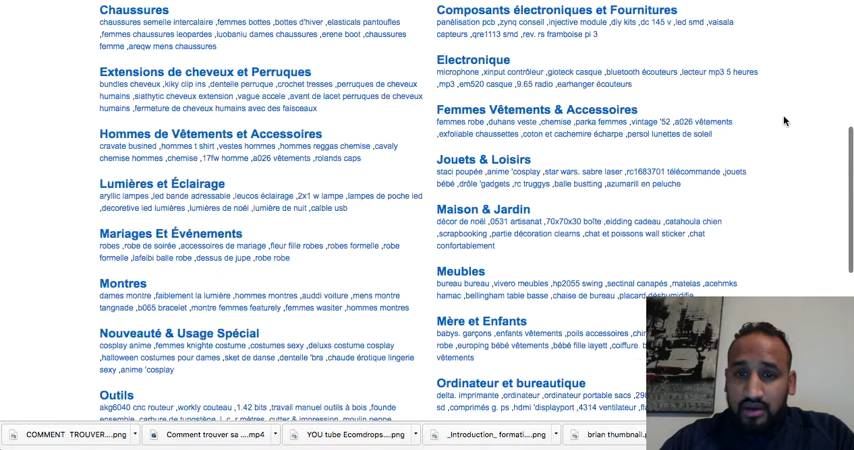 Chaussures
chaussures semelle intercalaire ,femmes bottes ,bottes d'hiver ,elasticals pantoufles
,femmes chaussures leopardes ,luobaniu dames chaussures ,erene boot ,chaussures
femme ,areqw mens chaussures
Extensions de cheveux et Perruques
bundles cheveux ,kiky clip ins ,dentelle perruque ,crochet tresses ,perruques de cheveux
humains ,siathytic cheveux extension ,vague accele ,avant de lacet perruques de cheveux
humains ,fermeture de cheveux humains avec des faisceaux
Hommes de Vêtements et Accessoires
cravate busined ,hommes t shirt ,vestes hommes ,hommes reggas chemise ,cavaly
chemise hommes ,chemise ,17fw homme ,a026 vêtements ,rolands caps
Lumières et Éclairage
aryllic lampes ,led bande adressable ,leucos éclairage ,2x1 w lampe ,lampes de poche led
,decoretive led lumières ,lumières de noël ,lumière de nuit ,calble usb
Mariages Et Événements
robes ,robe de soirée ,accessoires de mariage ,fleur fille robes ,robes formelle ,robe
formelle ,lafeibi balle robe ,dessus de jupe ,robe robe
Montres
dames montre ,faiblement la lumière ,hommes montres ,auddi voiture ,mens montre
tangnade ,b065 bracelet ,montre femmes featurely ,femmes wasiter ,hommes montres
Nouveauté & Usage Spécial
cosplay anime ,femmes knighte costume ,costumes sexy ,deluxs costume cosplay
,halloween costumes pour dames ,sket de danse ,dentelle 'bra ,chaude érotique lingerie
sexy ,anime 'cosplay
Outils
akg6040 cnc routeur ,workly couteau ,1.42 bits ,travail manuel outils à bois ,founde
Composants électroniques et Fournitures
panélisation pcb ,zynq conseil ,injective module ,diy kits ,dc 145 v ,led smd ,vaisala
capteurs ,qre1113 smd ,rev. rs framboise pi 3
Electronique
microphone ,xinput contrôleur ,gioteck casque ,bluetooth écouteurs ,lecteur mp3 5 heures
,mp3 ,em520 casque ,9.65 radio ,earhanger écouteurs
Femmes Vêtements & Accessoires
femmes robe ,duhans veste ,chemise ,parka femmes ,vintage '52 ,a026 vêtements
,exfoliable chaussettes ,coton et cachemire écharpe ,persol lunettes de soleil
Jouets & Loisirs
staci poupée ,anime 'cosplay ,star wars. sabre laser ,rc1683701 télécommande ,jouets
bébé ,drôle 'gadgets ,rc truggys ,balle bustting ,azumarill en peluche
Maison & Jardin
décor de noël ,0531 artisanat ,70x70x30 boîte ,eidding cadeau ,catahoula chien
,scrapbooking ,partie décoration clearns ,chat et poissons wall sticker ,chat
confortablement
Meubles
bureau bureau ,vivero meubles ,hp2055 swing ,sectinal canapés ,matelas ,acehmks
hamac ,bellingham table basse ,chaise de bureau ,placard déshumidifie
Mère et Enfants
babys. garçons ,enfants vêtements ,poils accessoires
robe ,europing bébé vêtements ,bébé fille layett ,coiffure.
vêtements
Ordinateur et bureautique
delta. imprimante ,ordinateur ,ordinateur portable sacs
sd ,comprimés g. ps ,hdmi 'displayport ,4314 ventilateur
COMMENT TROUVER....png
Comment trouver sa ....mp4
YOU tube Ecomdrops....png
_Introduction_ formati....png
brian thumbnail.p